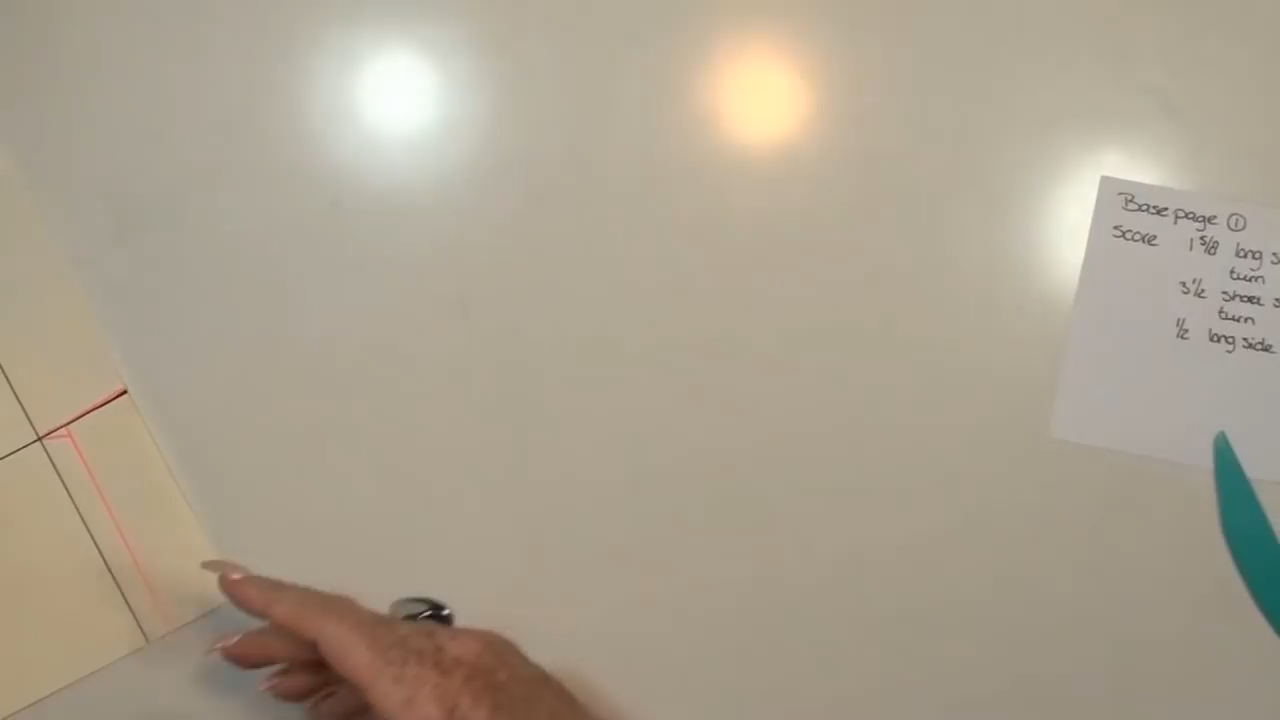 Base page ①
score 1 5/8 long s
turn
3 1/2 short s
turn
1/2 long side